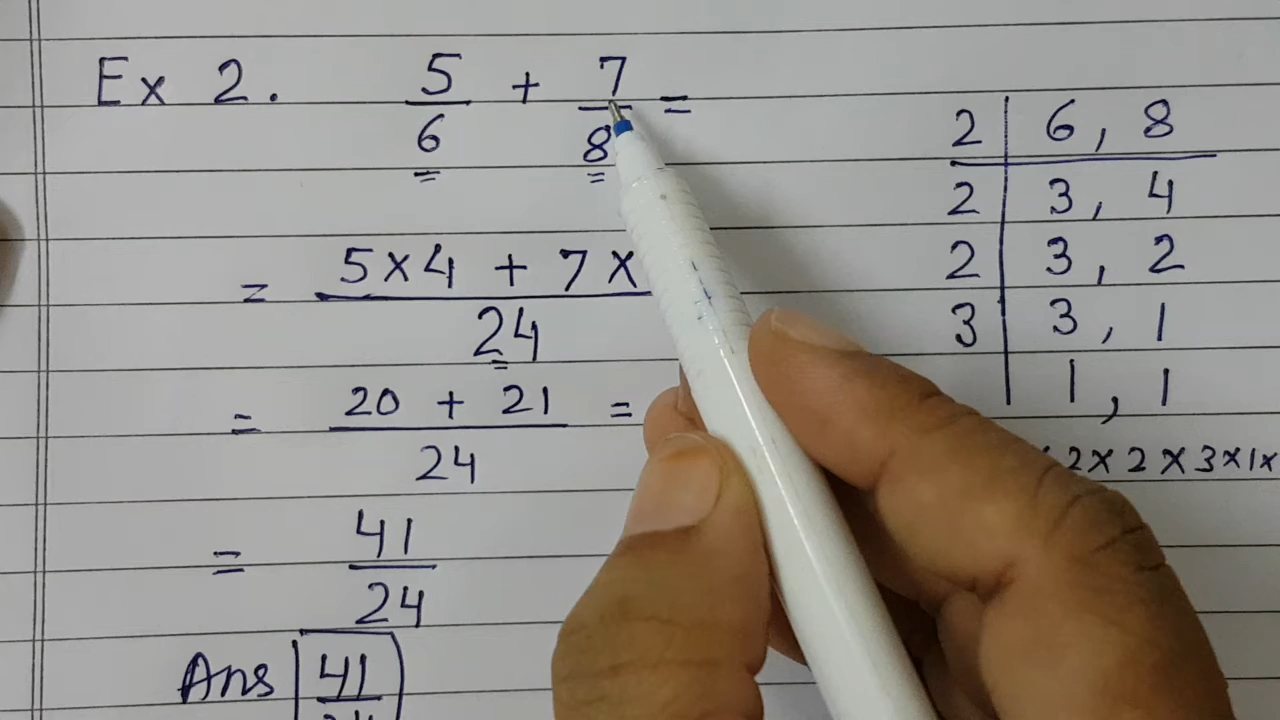 Ex 2. 5/6 + 7/8 =
= (5 × 4 + 7 ×)/24
= (20 + 21)/24 =
= 41/24
Ans 41/24
2 | 6, 8
2 | 3, 4
2 | 3, 2
3 | 3, 1
1, 1
2 × 2 × 3 × 1 ×